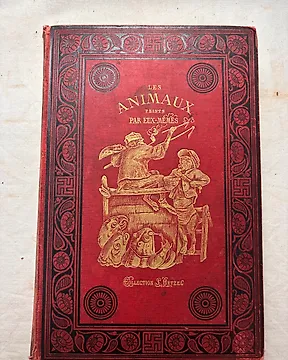 LES
ANIMAUX
PEINTS
PAR EUX-MÊMES
COLLECTION J. HETZEL